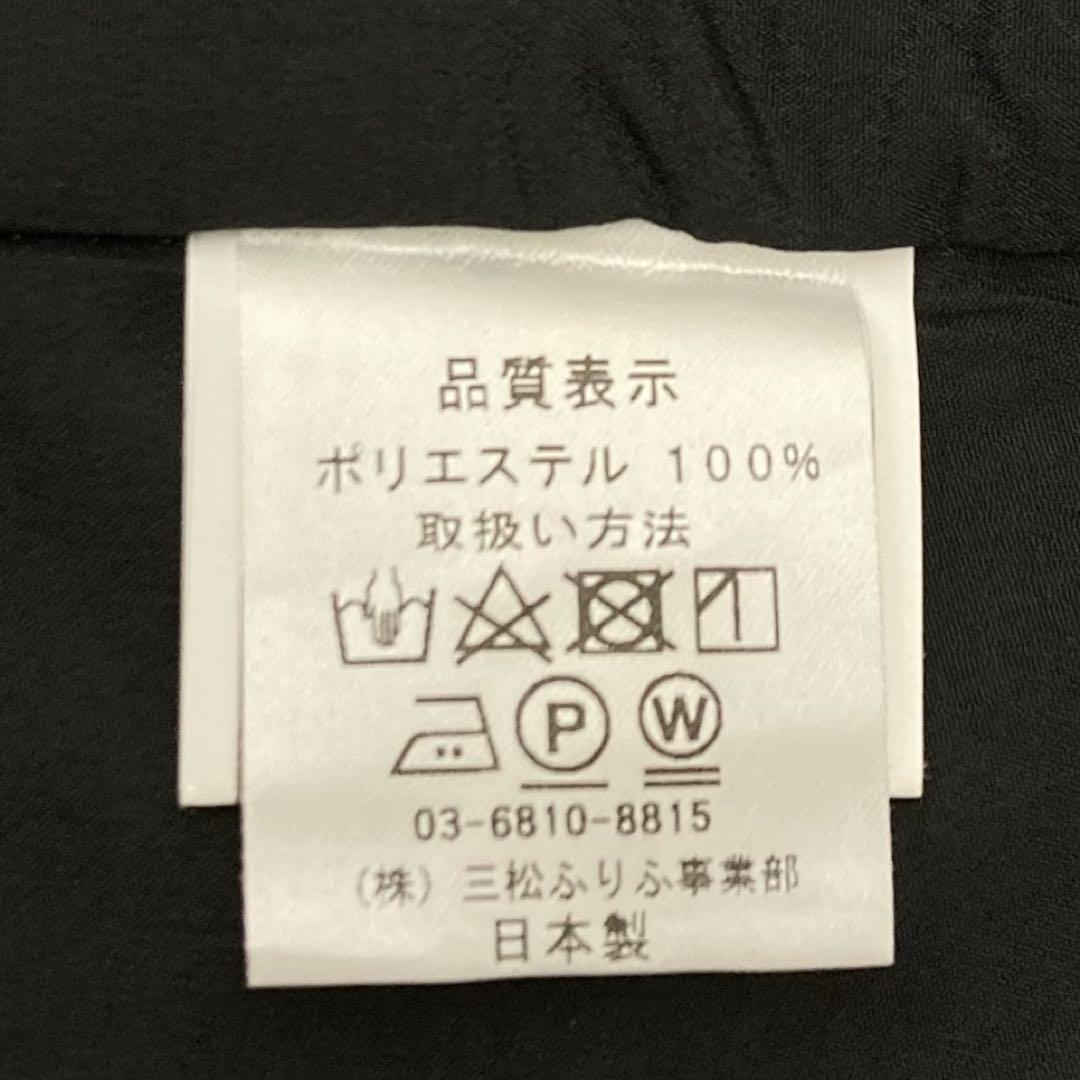 品質表示
ポリエステル 100%
取扱い方法
P W
03-6810-8815
(株) 三松ふりふ事業部
日本製